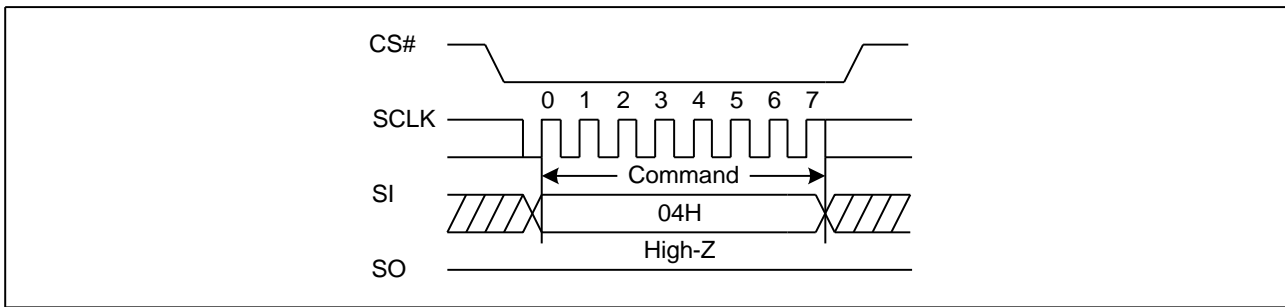 CS#
0 1 2 3 4 5 6 7
SCLK
Command
SI
04H
High-Z
SO